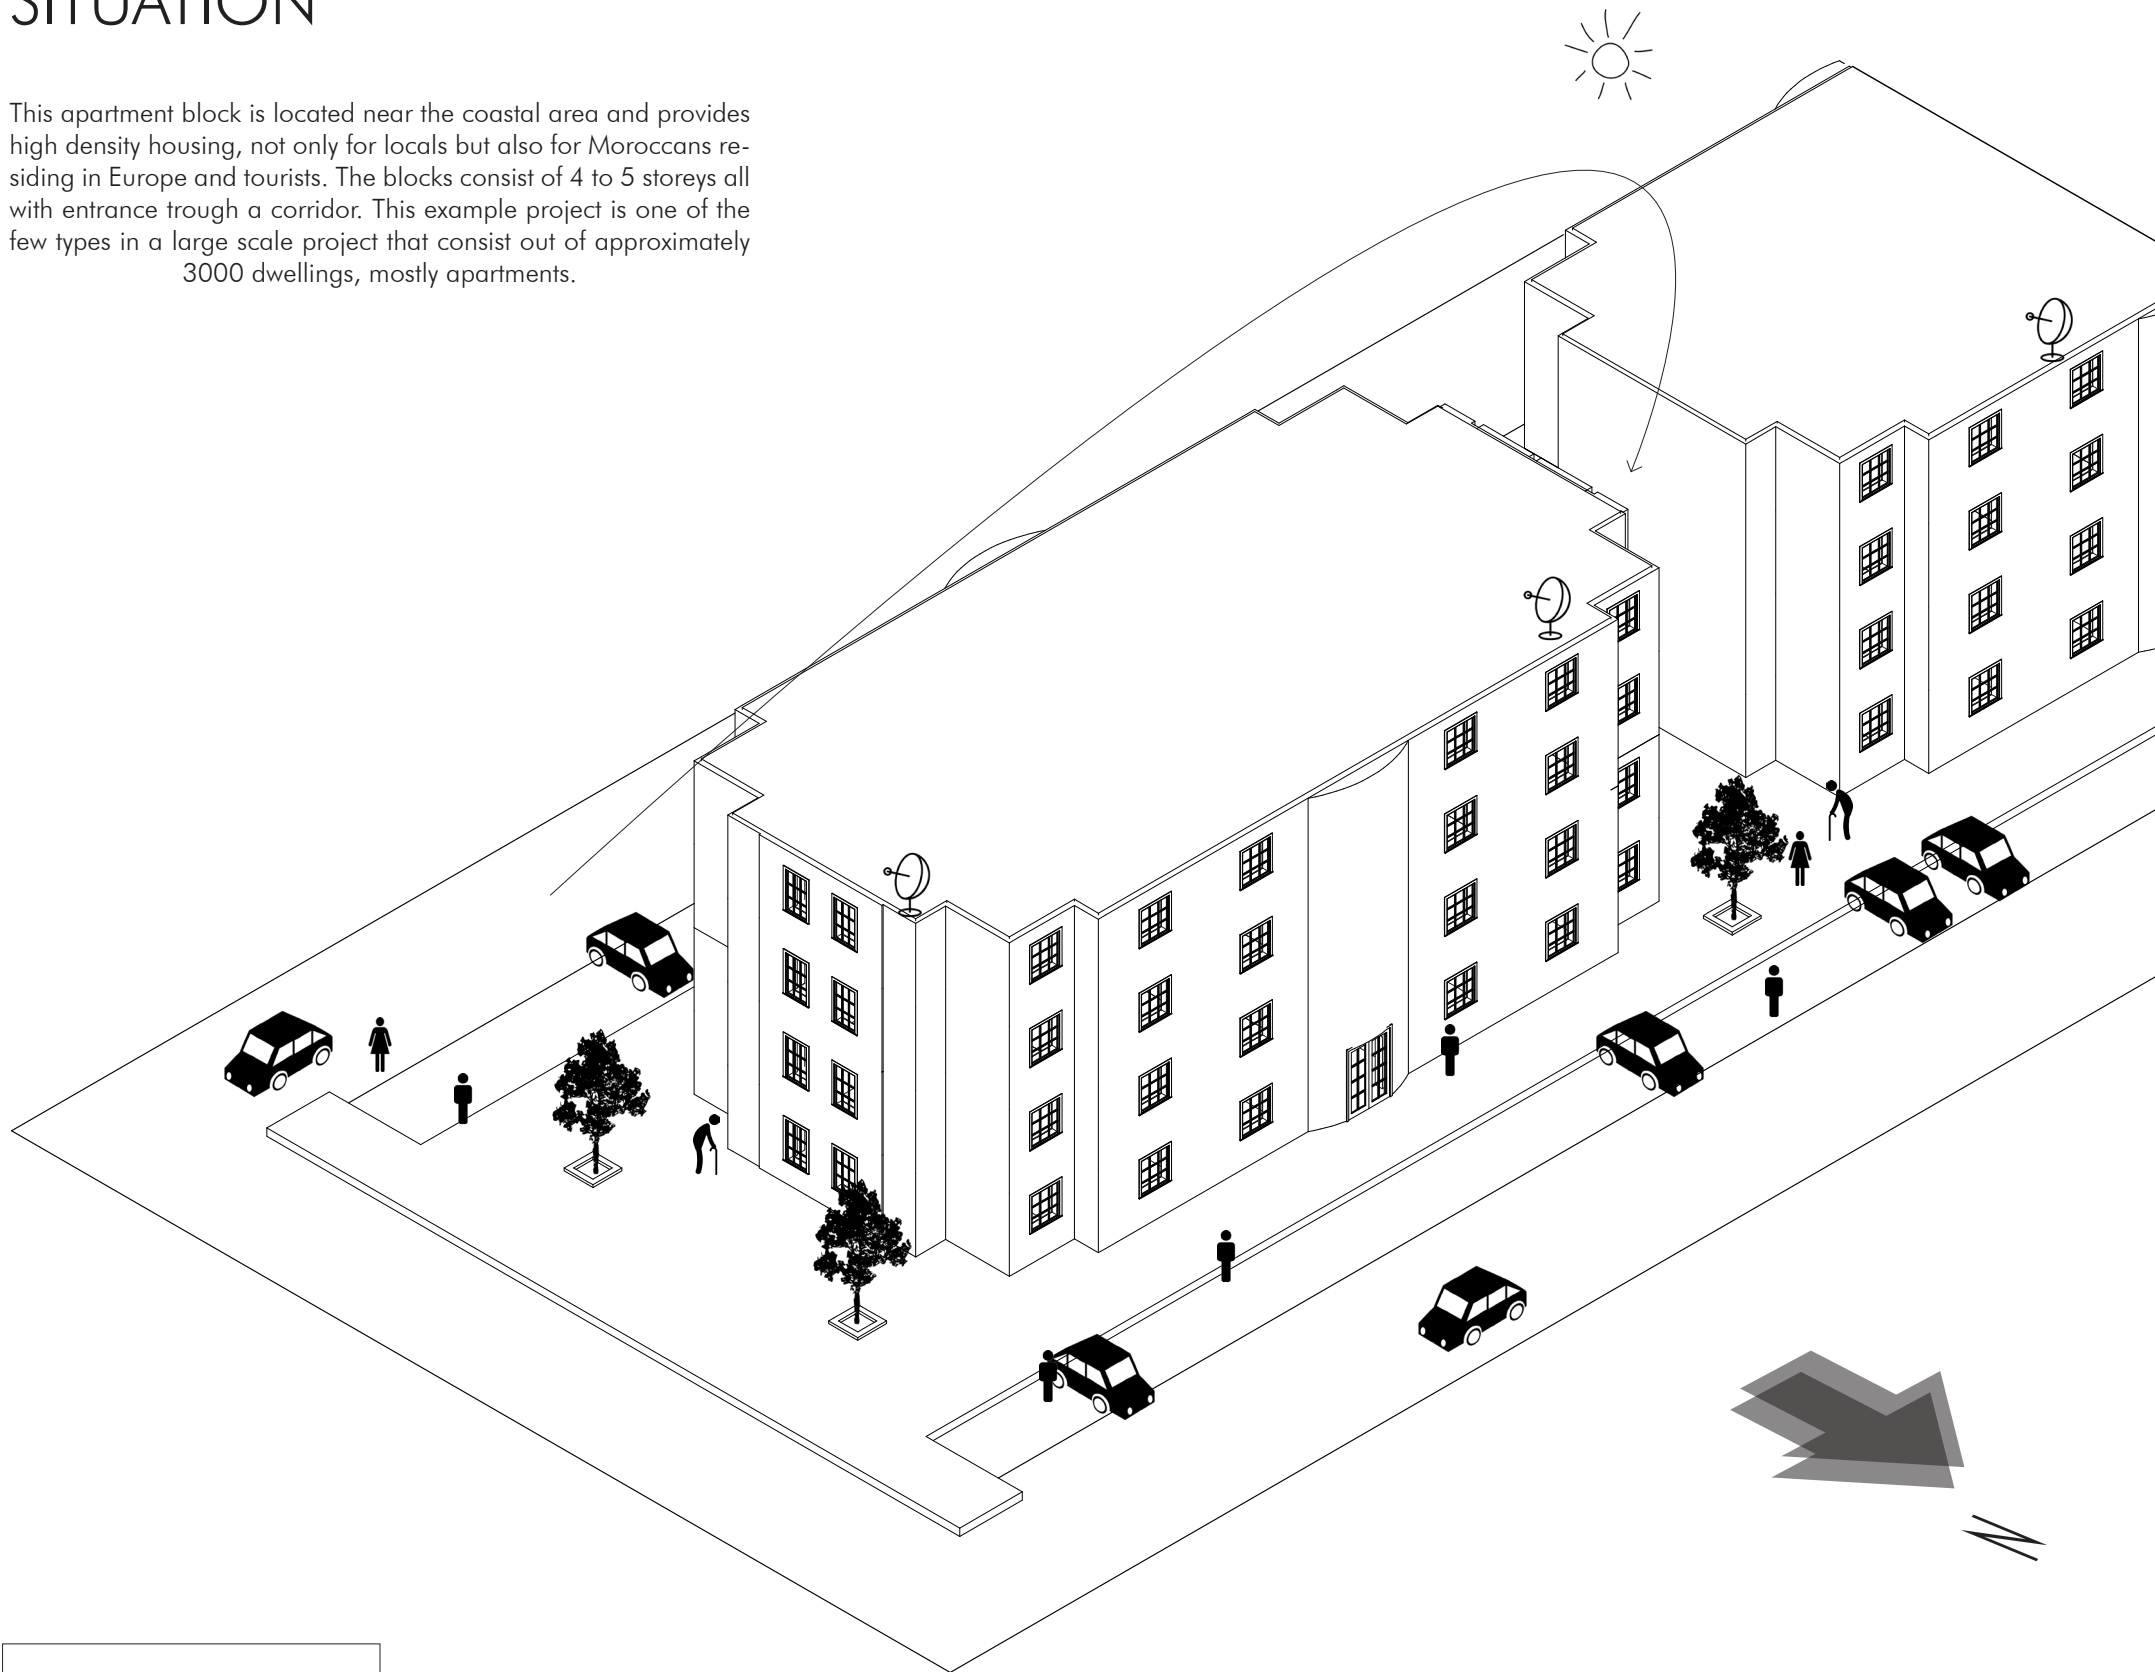 SITUATION
This apartment block is located near the coastal area and provides
high density housing, not only for locals but also for Moroccans re-
siding in Europe and tourists. The blocks consist of 4 to 5 storeys all
with entrance trough a corridor. This example project is one of the
few types in a large scale project that consist out of approximately
3000 dwellings, mostly apartments.
N